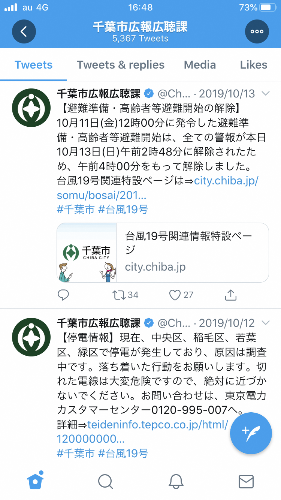 au 4G 16:48 73%
千葉市広報広聴課
5,367 Tweets
Tweets Tweets & replies Media Likes
千葉市広報広聴課 @Ch... · 2019/10/13
【避難準備・高齢者等避難開始の解除】
10月11日(金)12時00分に発令した避難準
備・高齢者等避難開始は、全ての警報が本日
10月13日(日)午前2時48分に解除されたた
め、午前4時00分をもって解除しました。
台風19号関連特設ページは⇒city.chiba.jp/
somu/bosai/201...
#千葉市 #台風19号
千葉市
CHIBA CITY
台風19号関連情報特設ペー
ジ
city.chiba.jp
34 27
千葉市広報広聴課 @Ch... · 2019/10/12
【停電情報】現在、中央区、稲毛区、若葉
区、緑区で停電が発生しており、原因は調査
中です。落ち着いた行動をお願いします。切
れた電線は大変危険ですので、絶対に近づか
ないでください。お問い合わせは、東京電力
カスタマーセンター0120-995-007へ。
詳細⇒teideninfo.tepco.co.jp/html/
120000000...
#千葉市 #台風19号